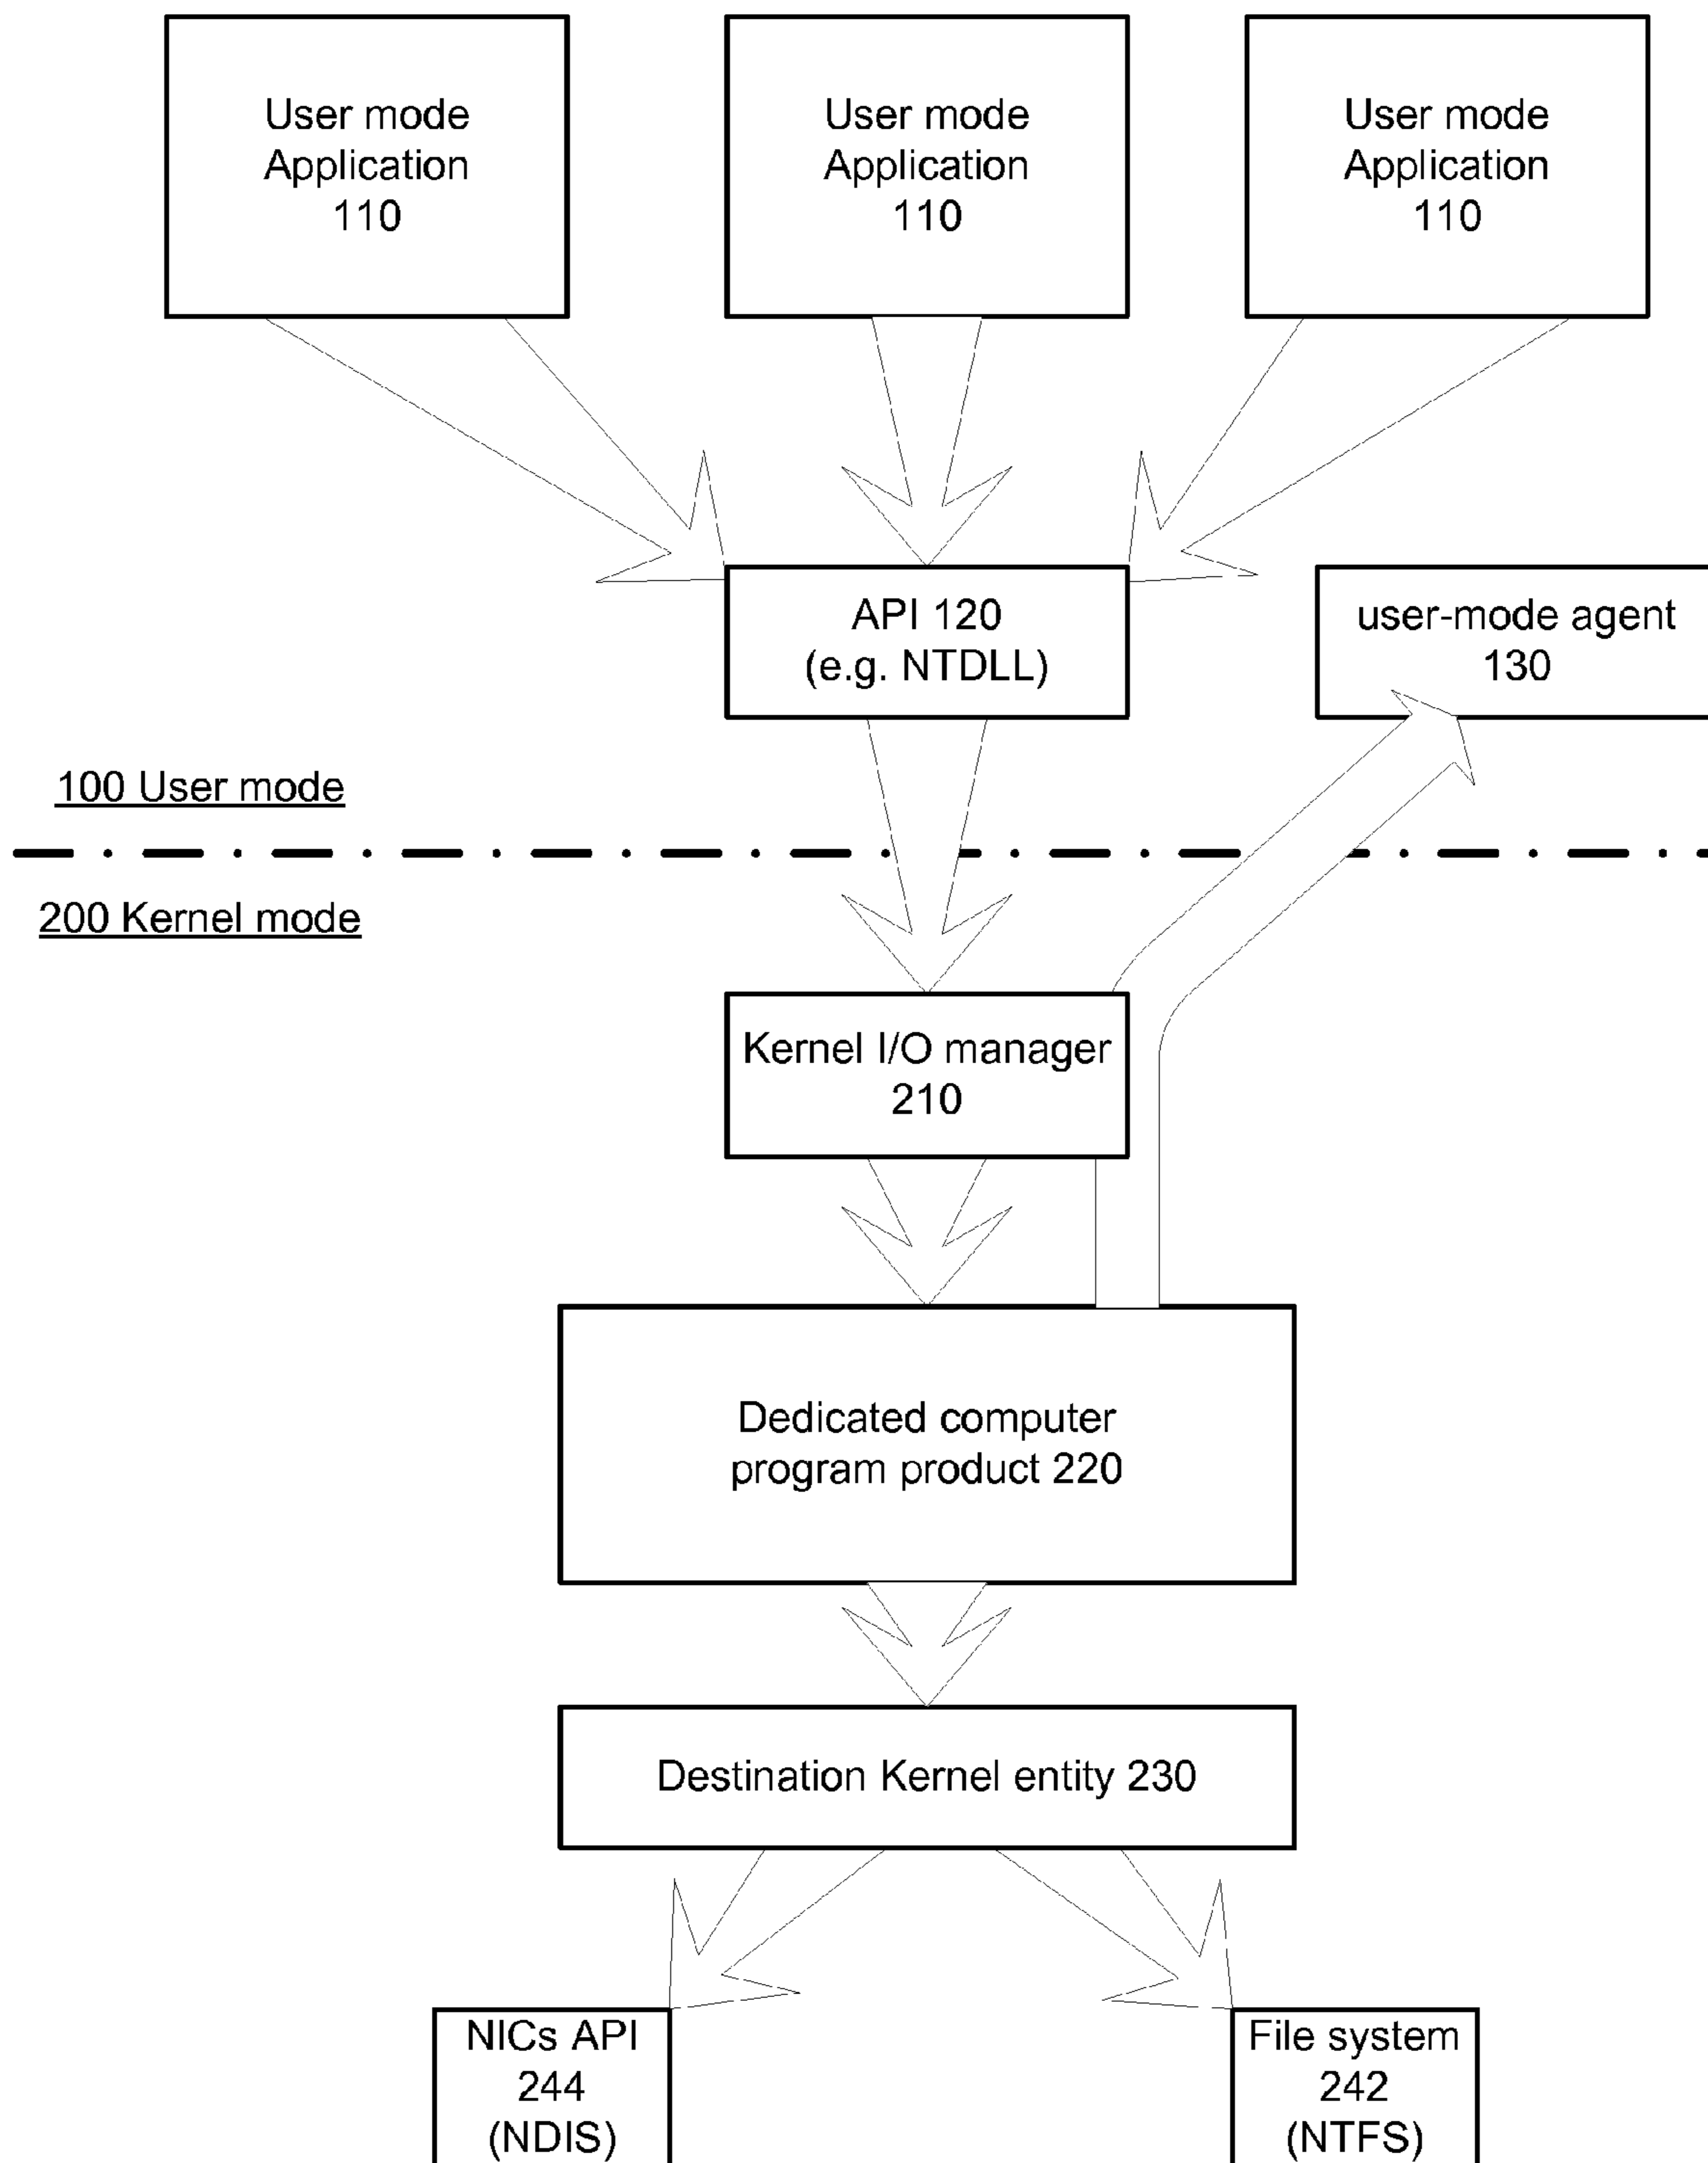 User mode
Application
110
User mode
Application
110
User mode
Application
110
API 120
(e.g. NTDLL)
user-mode agent
130
100 User mode
200 Kernel mode
Kernel I/O manager
210
Dedicated computer
program product 220
Destination Kernel entity 230
NICs API
244
(NDIS)
File system
242
(NTFS)